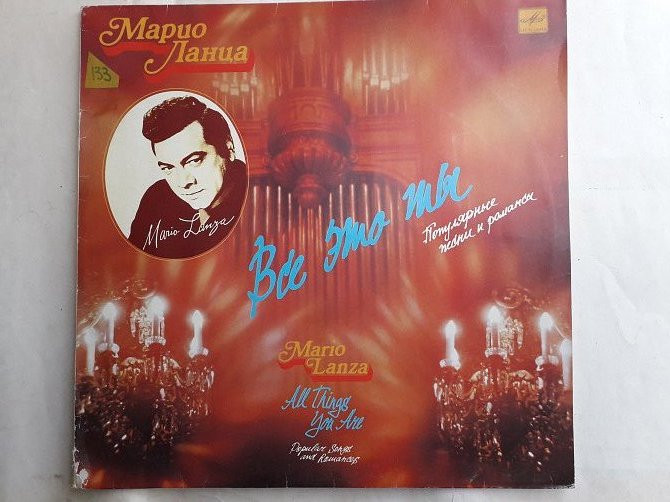 Марио
Ланца
133
Mario Lanza
Все это ты
Популярные
песни и романсы
Mario
Lanza
All Things
You Are
Popular Songs
and Romances